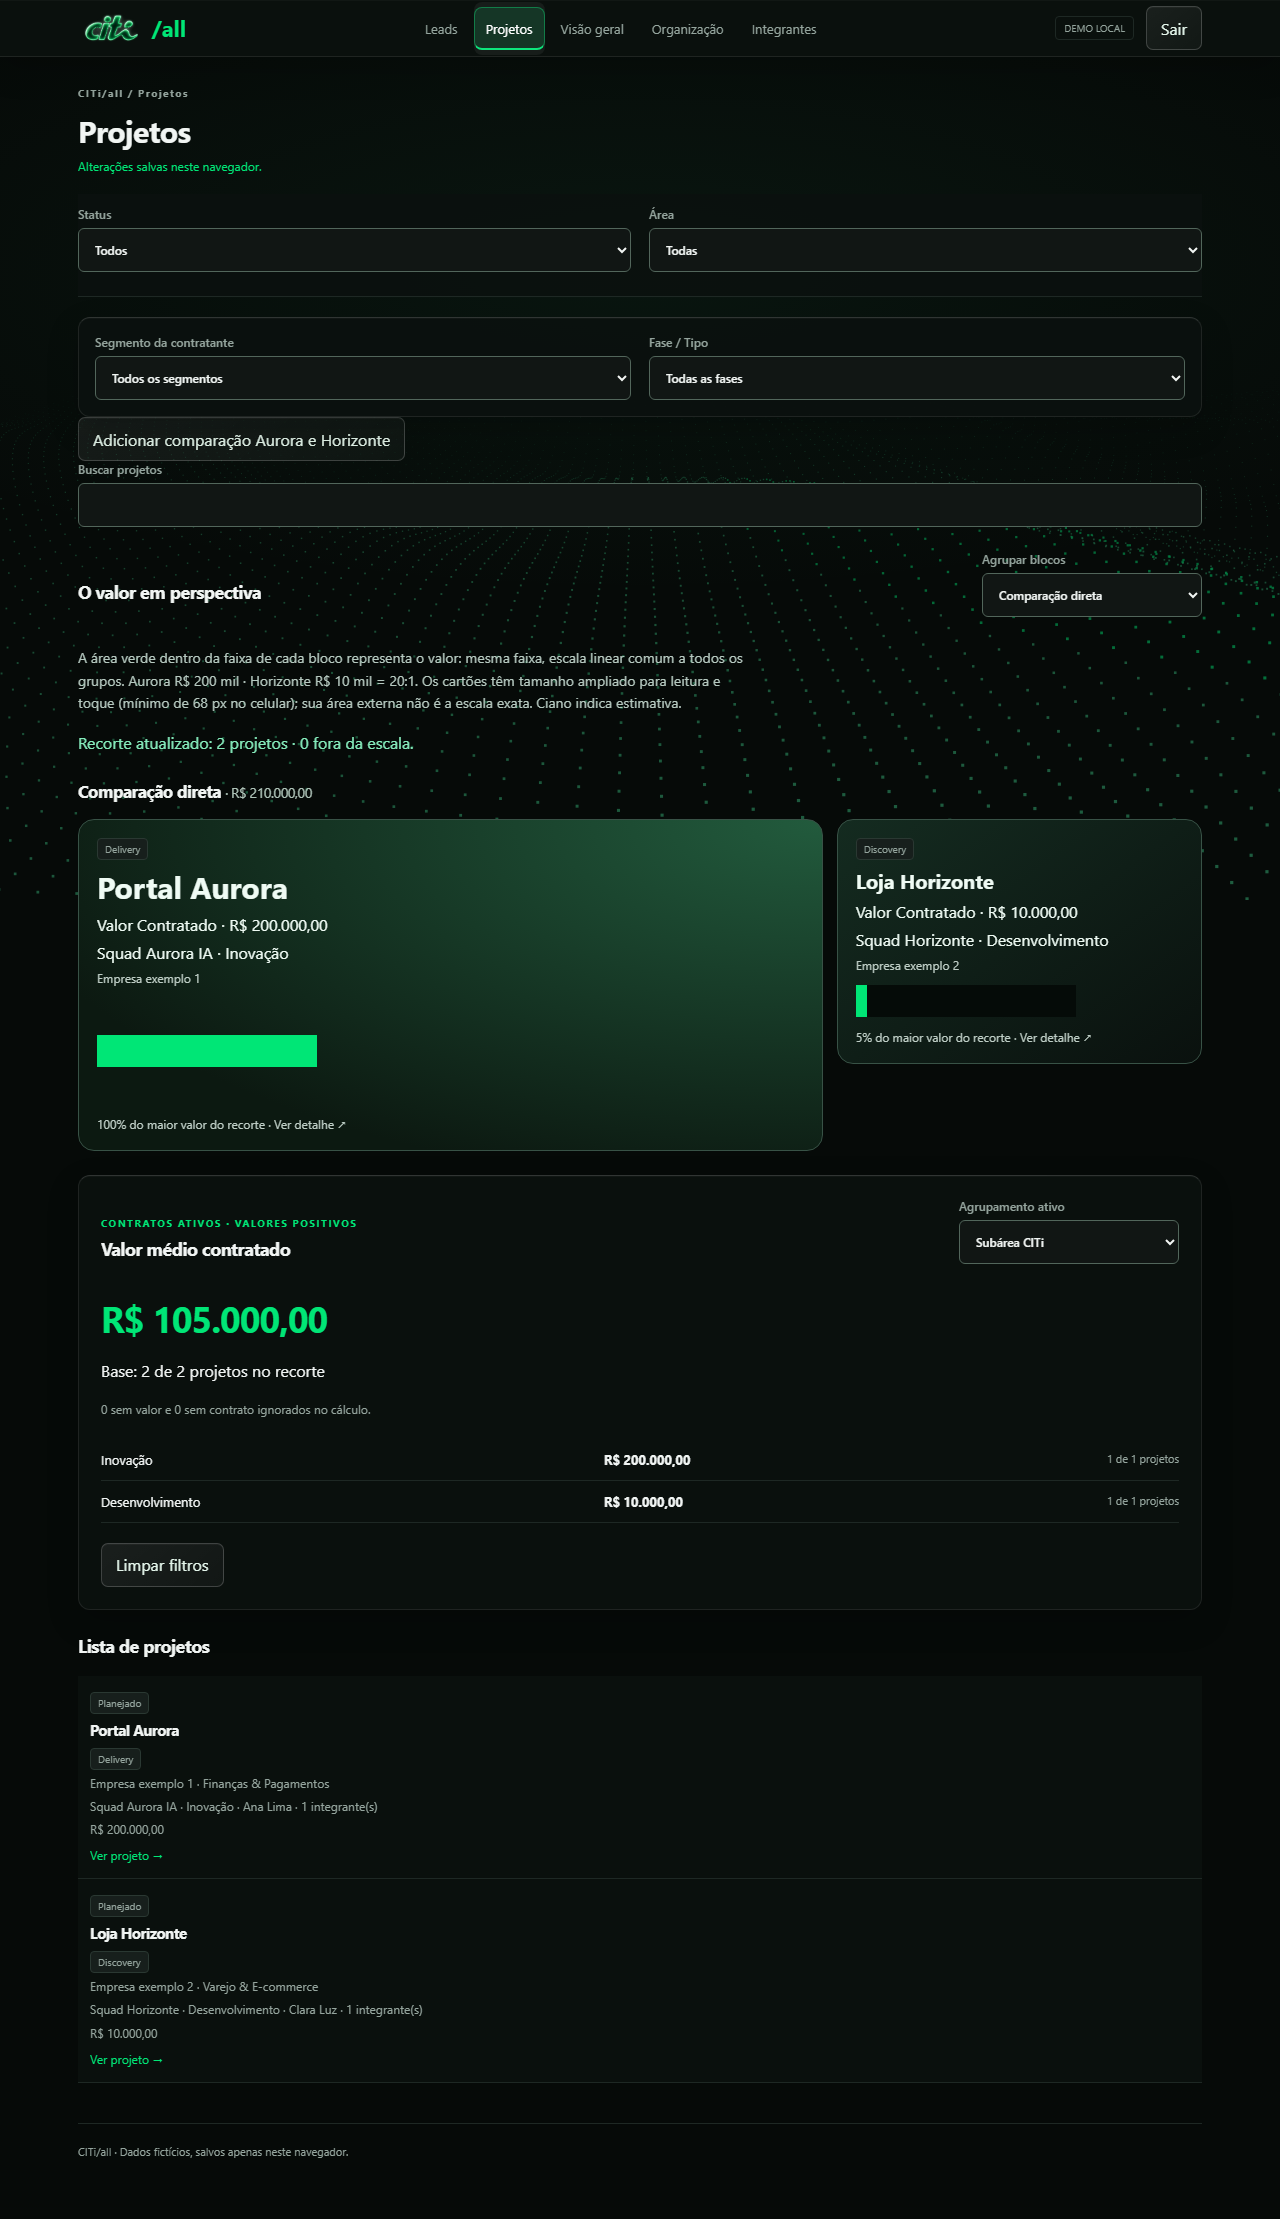 citi /all
Leads
Projetos
Visão geral
Organização
Integrantes
DEMO LOCAL
Sair
CITi/all / Projetos
Projetos
Alterações salvas neste navegador.
Status
Área
Todos
Todas
Segmento da contratante
Fase / Tipo
Todos os segmentos
Todas as fases
Adicionar comparação Aurora e Horizonte
Buscar projetos
O valor em perspectiva
Agrupar blocos
Comparação direta
A área verde dentro da faixa de cada bloco representa o valor: mesma faixa, escala linear comum a todos os
grupos. Aurora R$ 200 mil · Horizonte R$ 10 mil = 20:1. Os cartões têm tamanho ampliado para leitura e
toque (mínimo de 68 px no celular); sua área externa não é a escala exata. Ciano indica estimativa.
Recorte atualizado: 2 projetos · 0 fora da escala.
Comparação direta · R$ 210.000,00
Delivery
Portal Aurora
Valor Contratado · R$ 200.000,00
Squad Aurora IA · Inovação
Empresa exemplo 1
100% do maior valor do recorte · Ver detalhe ↗
Discovery
Loja Horizonte
Valor Contratado · R$ 10.000,00
Squad Horizonte · Desenvolvimento
Empresa exemplo 2
5% do maior valor do recorte · Ver detalhe ↗
CONTRATOS ATIVOS · VALORES POSITIVOS
Valor médio contratado
Agrupamento ativo
Subárea CITi
R$ 105.000,00
Base: 2 de 2 projetos no recorte
0 sem valor e 0 sem contrato ignorados no cálculo.
Inovação R$ 200.000,00 1 de 1 projetos
Desenvolvimento R$ 10.000,00 1 de 1 projetos
Limpar filtros
Lista de projetos
Planejado
Portal Aurora
Delivery
Empresa exemplo 1 · Finanças & Pagamentos
Squad Aurora IA · Inovação · Ana Lima · 1 integrante(s)
R$ 200.000,00
Ver projeto →
Planejado
Loja Horizonte
Discovery
Empresa exemplo 2 · Varejo & E-commerce
Squad Horizonte · Desenvolvimento · Clara Luz · 1 integrante(s)
R$ 10.000,00
Ver projeto →
CITi/all · Dados fictícios, salvos apenas neste navegador.